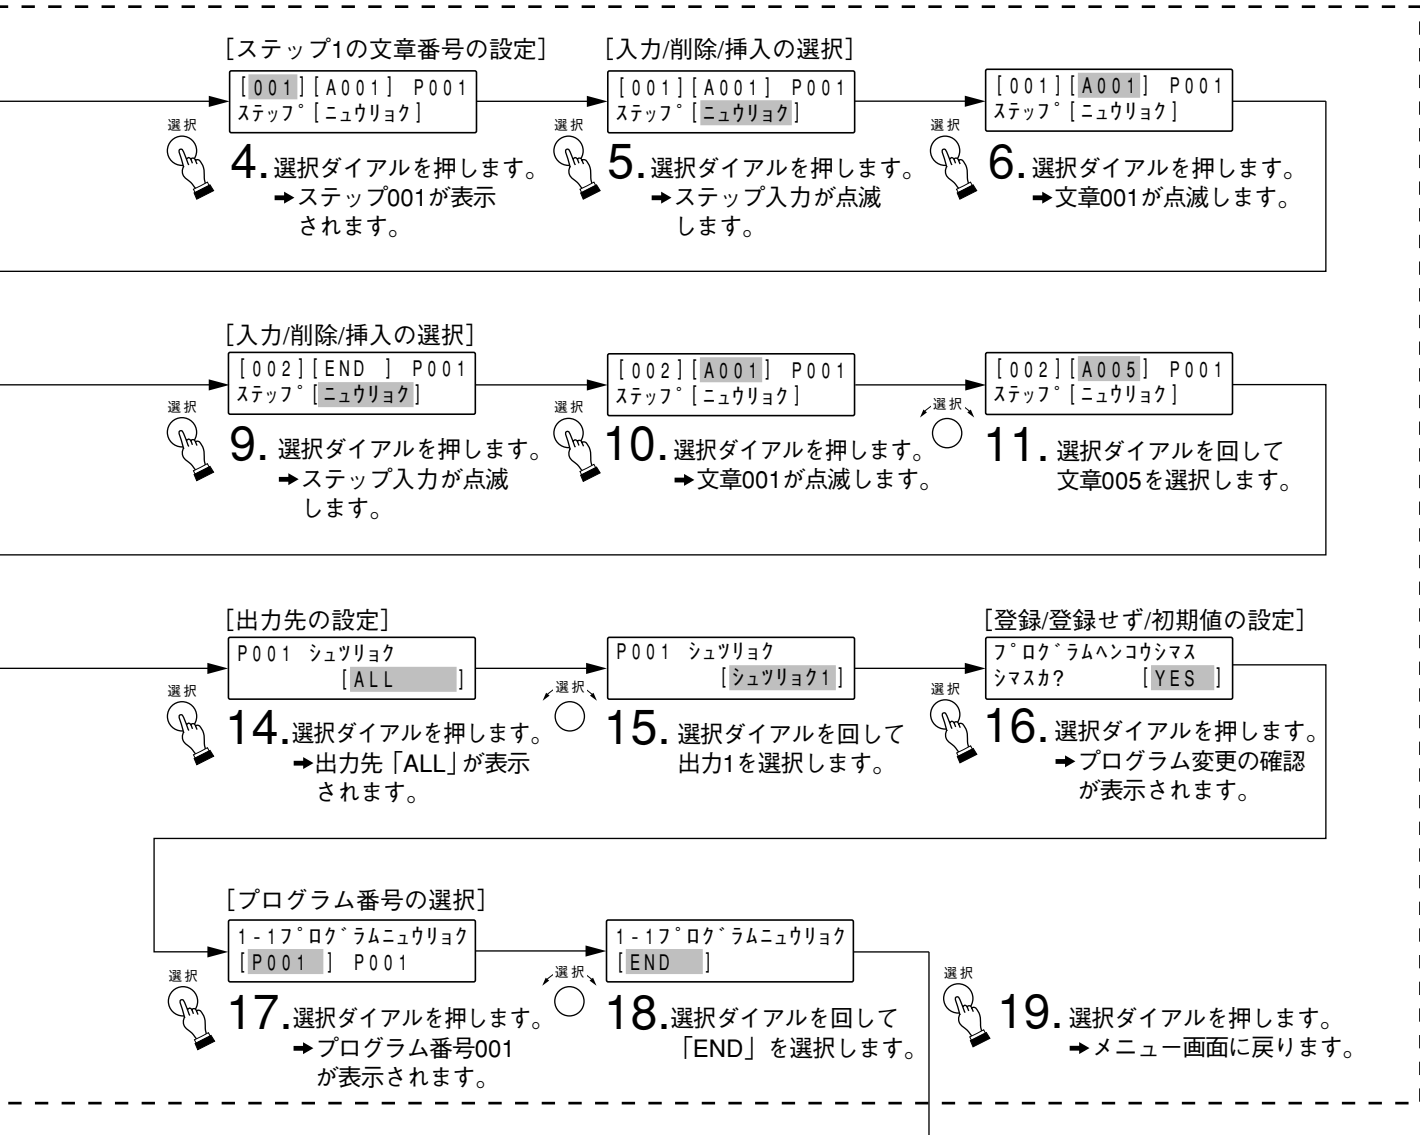 [ステップ1の文章番号の設定]
[001][A001] P001
ステップ[ニュウリョク]
選択
4. 選択ダイアルを押します。
➡ステップ001が表示
されます。
[入力/削除/挿入の選択]
[001][A001] P001
ステップ[ニュウリョク]
選択
5. 選択ダイアルを押します。
➡ステップ入力が点滅
します。
[001][A001] P001
ステップ[ニュウリョク]
選択
6. 選択ダイアルを押します。
➡文章001が点滅します。
[入力/削除/挿入の選択]
[002][END ] P001
ステップ[ニュウリョク]
選択
9. 選択ダイアルを押します。
➡ステップ入力が点滅
します。
[002][A001] P001
ステップ[ニュウリョク]
選択
10. 選択ダイアルを押します。
➡文章001が点滅します。
[002][A005] P001
ステップ[ニュウリョク]
選択
11. 選択ダイアルを回して
文章005を選択します。
[出力先の設定]
P001 シュツリョク
[ALL ]
選択
14. 選択ダイアルを押します。
➡出力先「ALL」が表示
されます。
P001 シュツリョク
[シュツリョク1]
選択
15. 選択ダイアルを回して
出力1を選択します。
[登録/登録せず/初期値の設定]
プログラムヘンコウシマス
シマスカ? [YES ]
選択
16. 選択ダイアルを押します。
➡プログラム変更の確認
が表示されます。
[プログラム番号の選択]
1-1プログラムニュウリョク
[P001 ] P001
選択
17. 選択ダイアルを押します。
➡プログラム番号001
が表示されます。
1-1プログラムニュウリョク
[END ]
選択
18. 選択ダイアルを回して
「END」を選択します。
選択
19. 選択ダイアルを押します。
➡メニュー画面に戻ります。